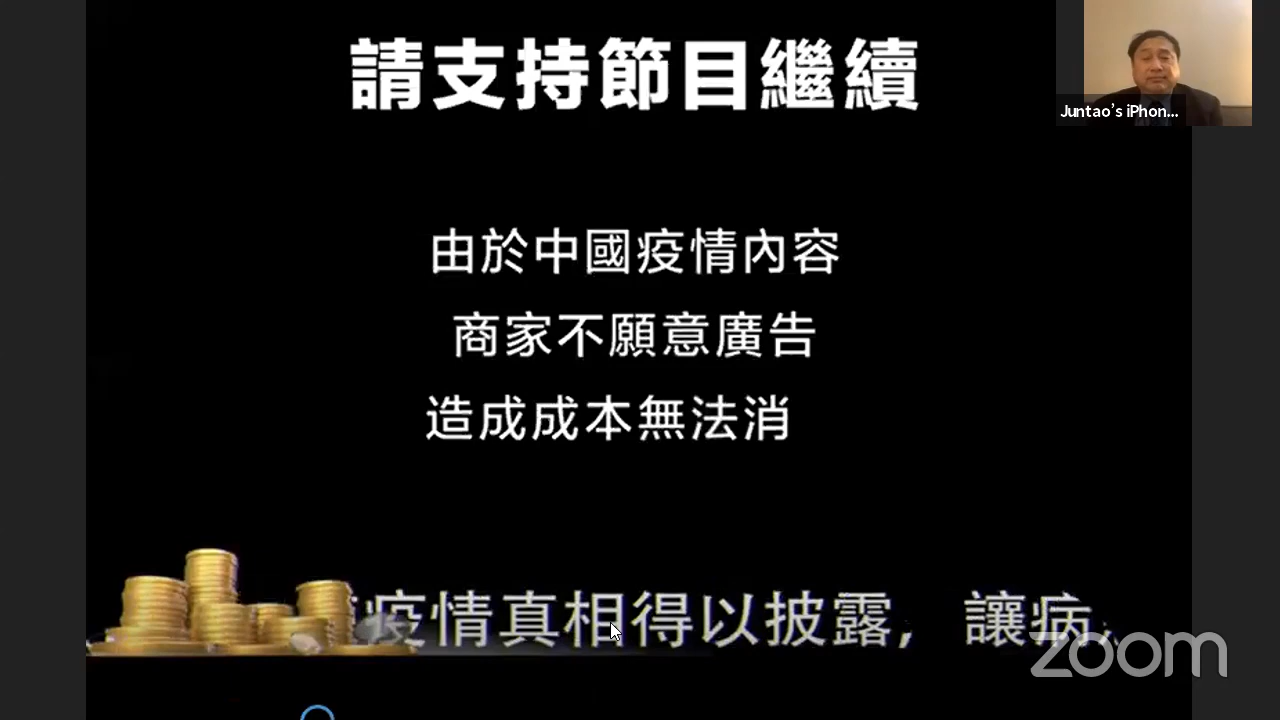 請支持節目繼續
Juntao's iPhon...
由於中國疫情內容
商家不願意廣告
造成成本無法消
疫情真相得以披露, 讓病
zoom